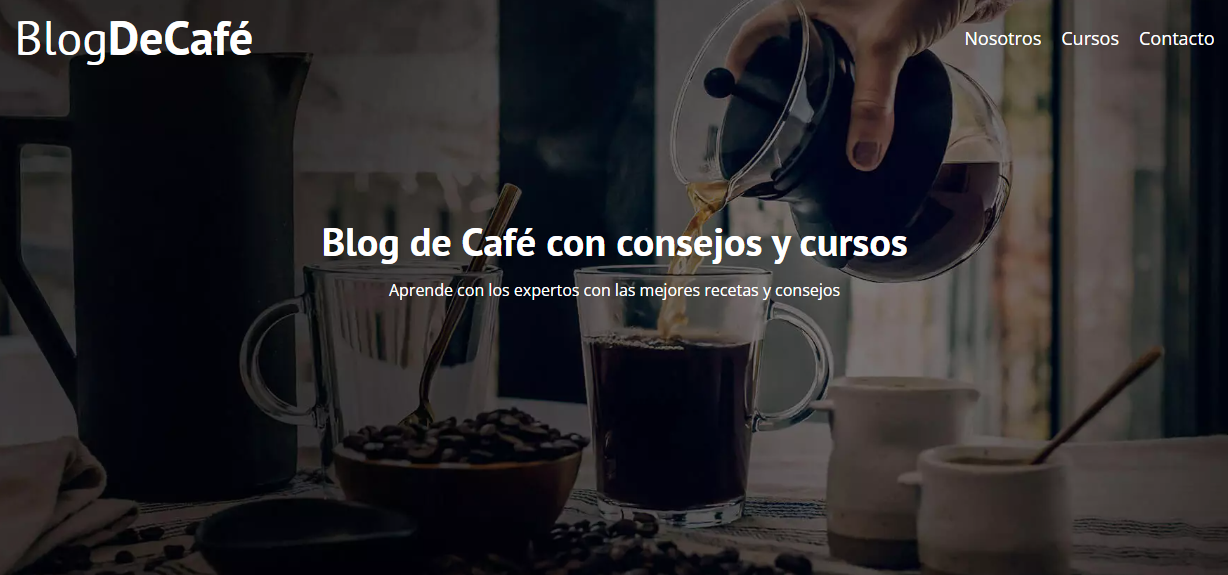 BlogDeCafé
Nosotros Cursos Contacto
Blog de Café con consejos y cursos
Aprende con los expertos con las mejores recetas y consejos